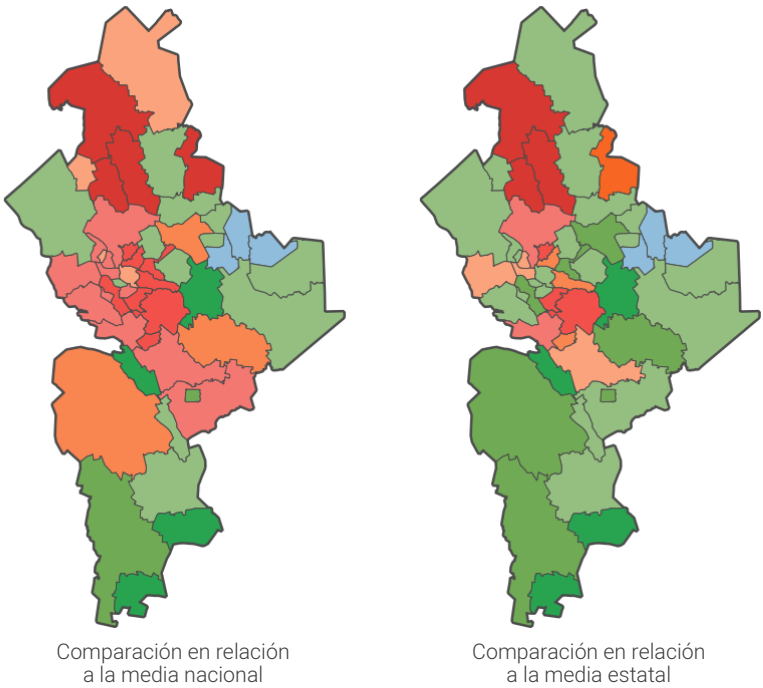 Comparación en relación
a la media nacional
Comparación en relación
a la media estatal